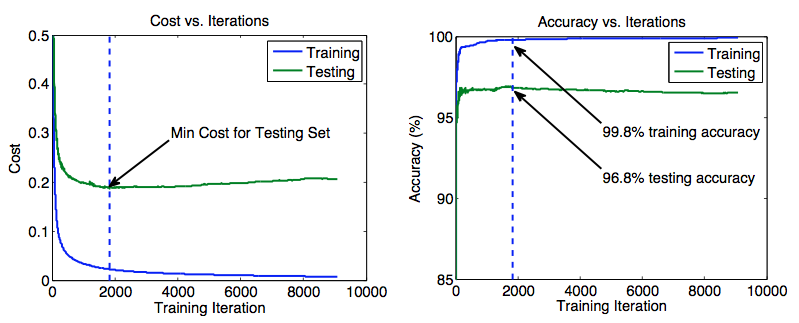 Cost vs. Iterations
0.5
0.4
0.3
0.2
0.1
0
Cost
Training
Testing
Min Cost for Testing Set
0
2000
4000
6000
8000
10000
Training Iteration
Accuracy vs. Iterations
100
95
90
85
Accuracy (%)
Training
Testing
99.8% training accuracy
96.8% testing accuracy
0
2000
4000
6000
8000
10000
Training Iteration